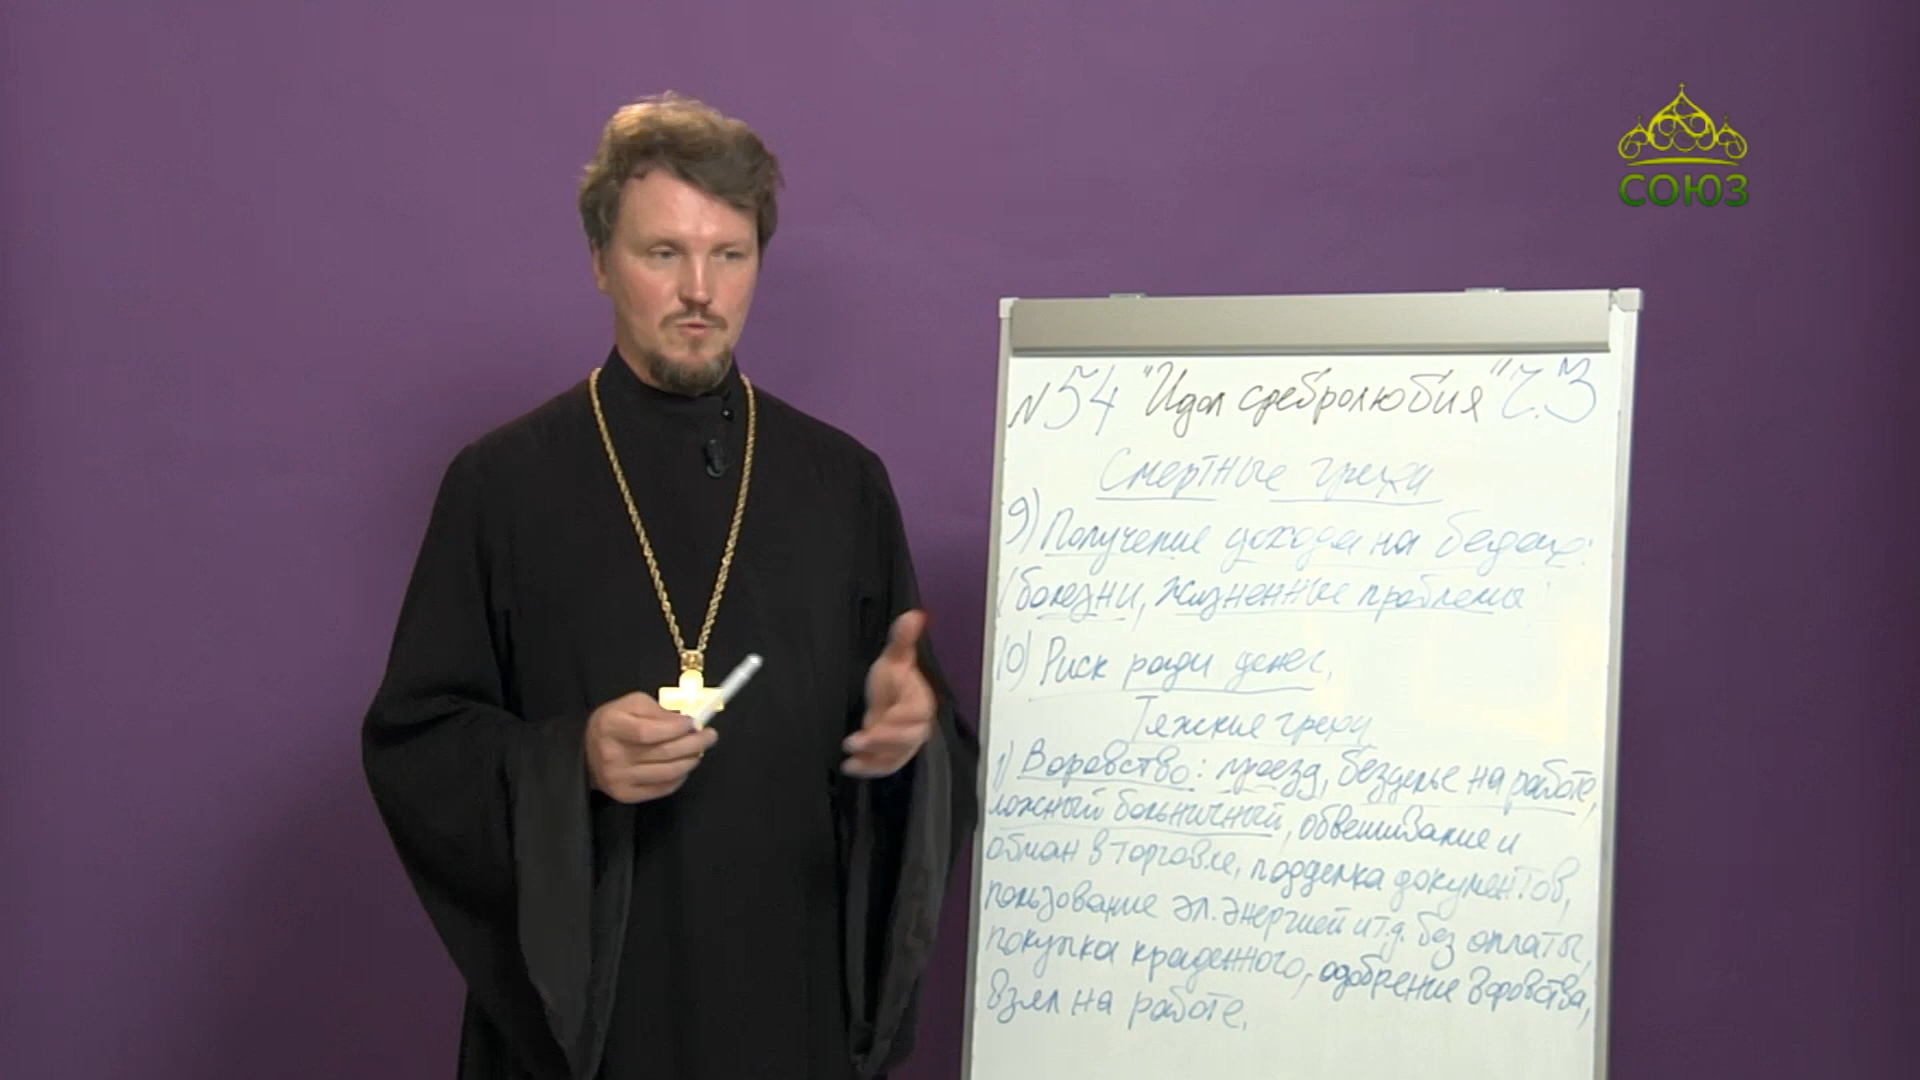 СОЮЗ
№54 "Идол сребролюбия" Ч.3
Смертные грехи
9) Получение дохода на бедах:
(болезни, жизненные проблемы)
10) Риск ради денег.
Тяжкие грехи
1) Воровство: проезд, безделье на работе,
ложный больничный, обвешивание и
обман в торговле, подделка документов,
пользование эл. энергией и т.д. без оплаты,
покупка краденного, одобрение воровства,
взял на работе.